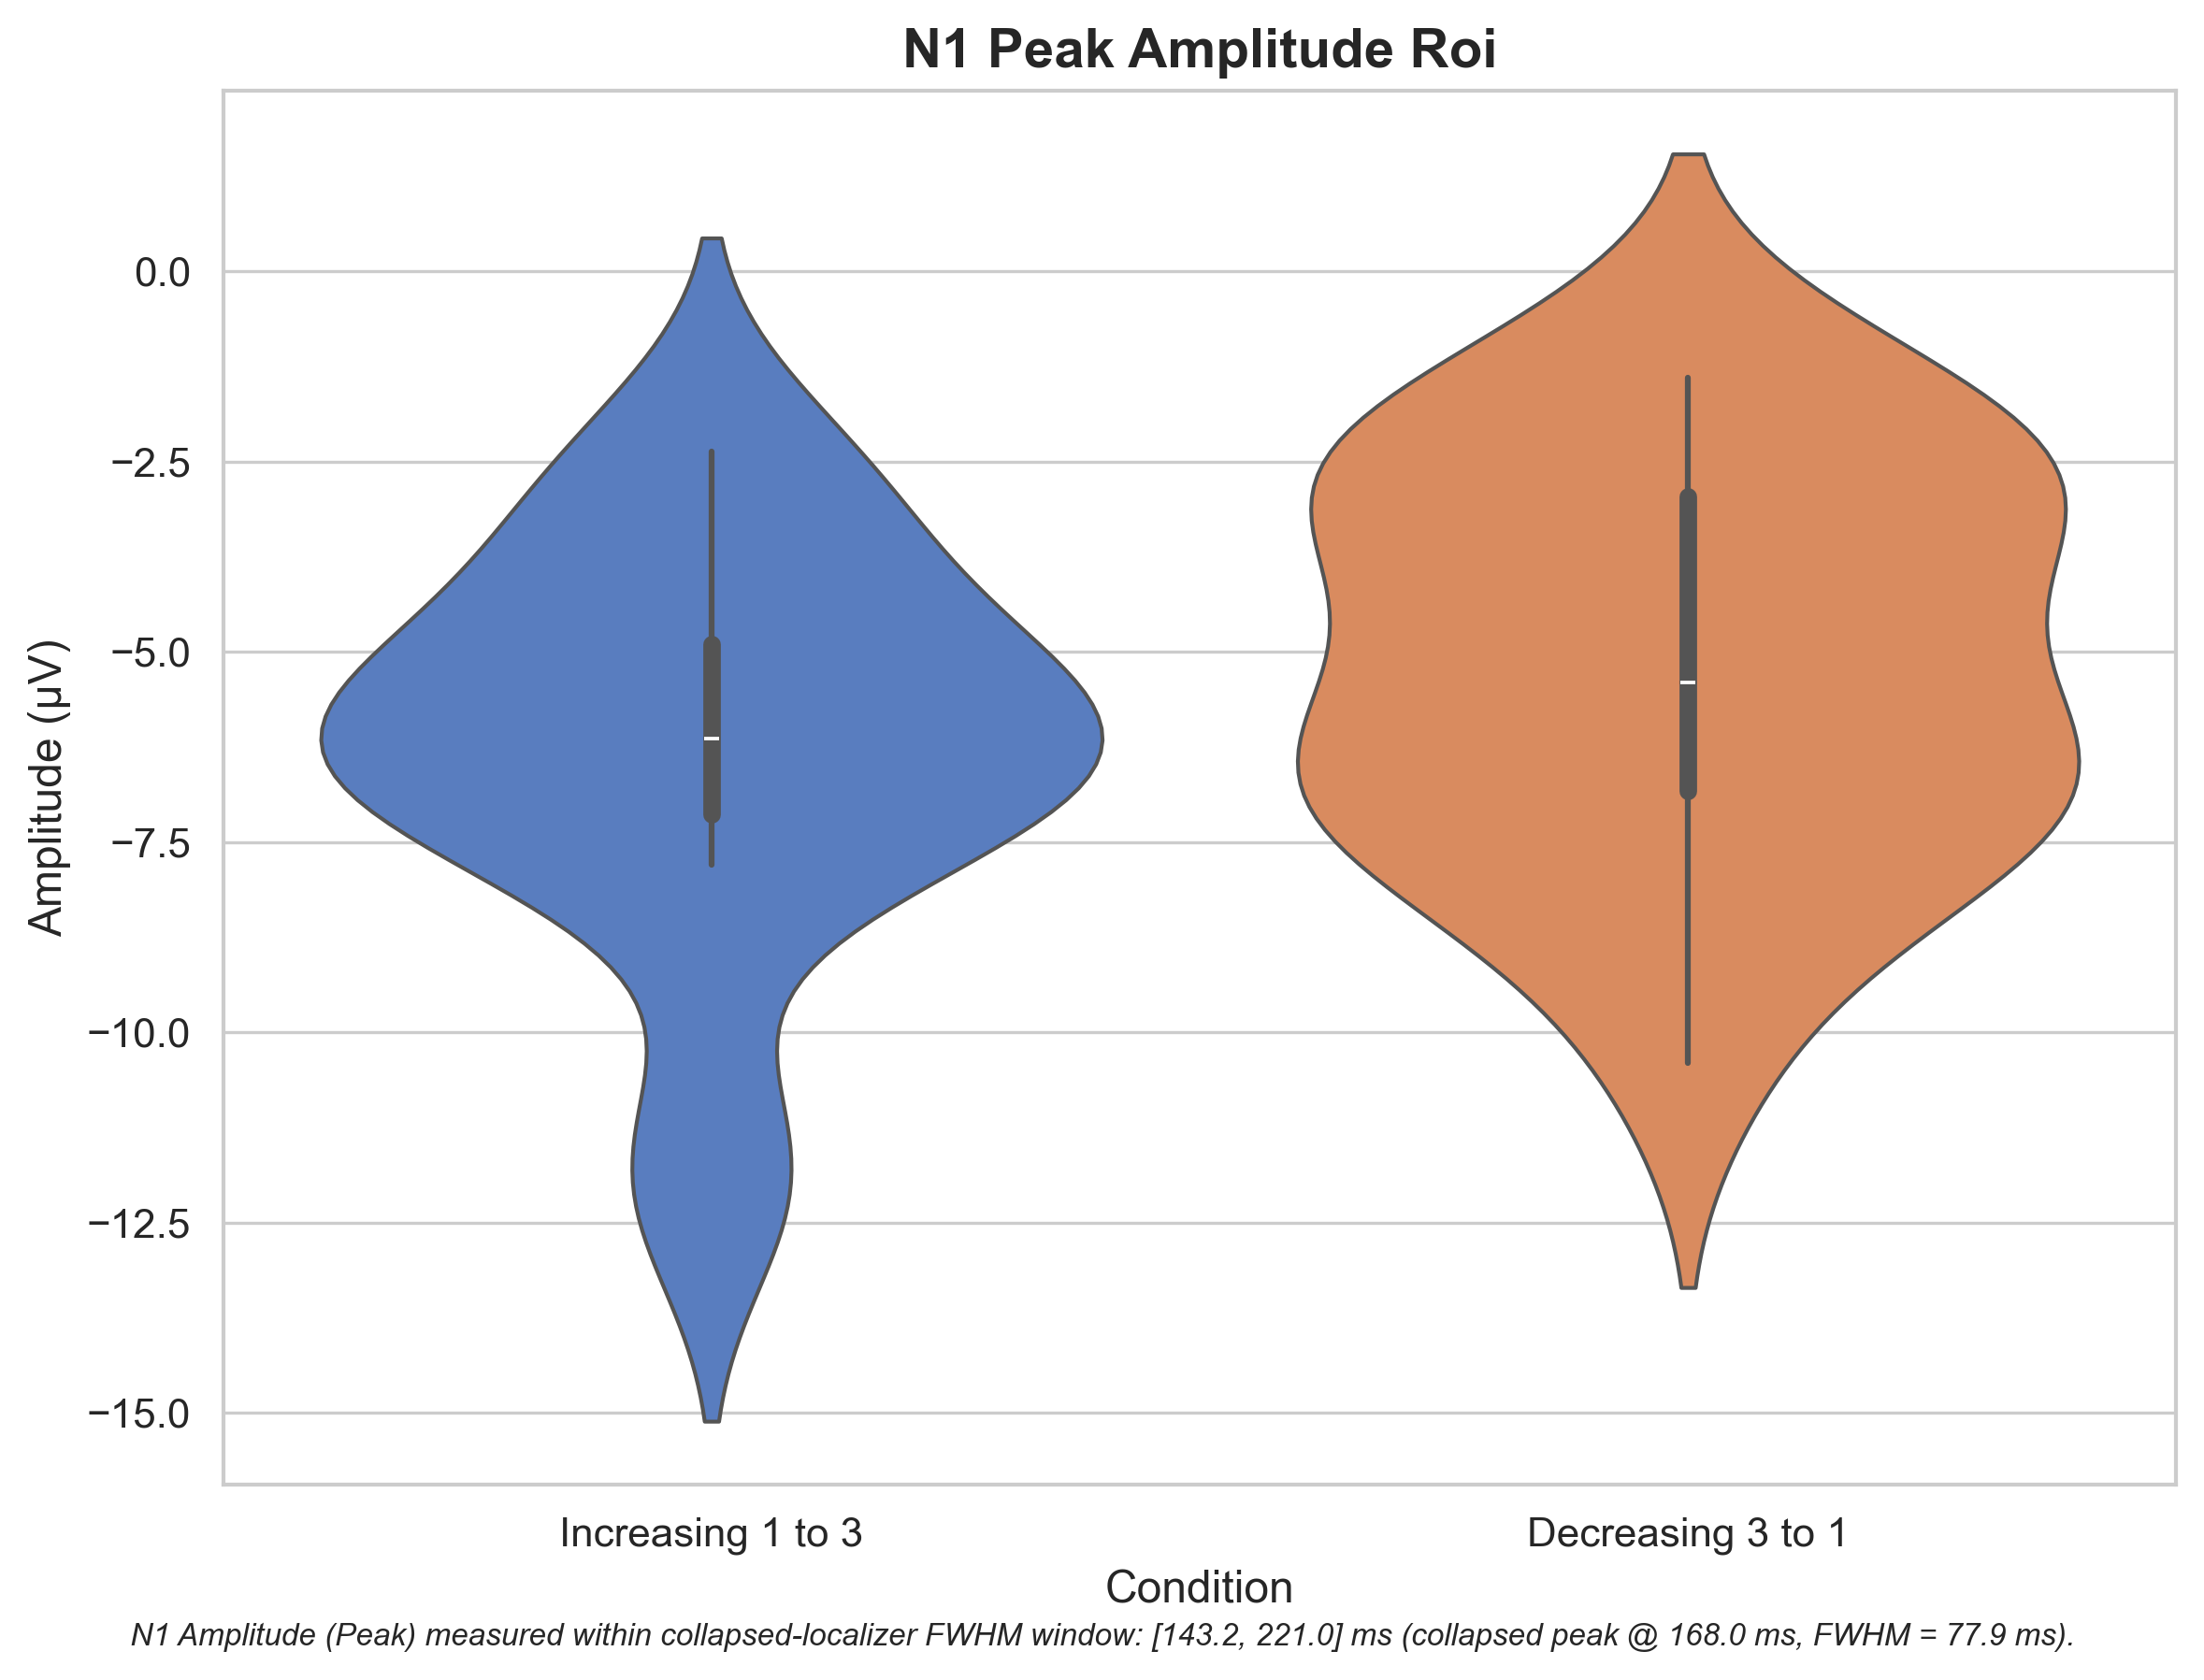 N1 Peak Amplitude Roi
Amplitude (µV)
0.0
−2.5
−5.0
−7.5
−10.0
−12.5
−15.0
Increasing 1 to 3
Decreasing 3 to 1
Condition
N1 Amplitude (Peak) measured within collapsed-localizer FWHM window: [143.2, 221.0] ms (collapsed peak @ 168.0 ms, FWHM = 77.9 ms).